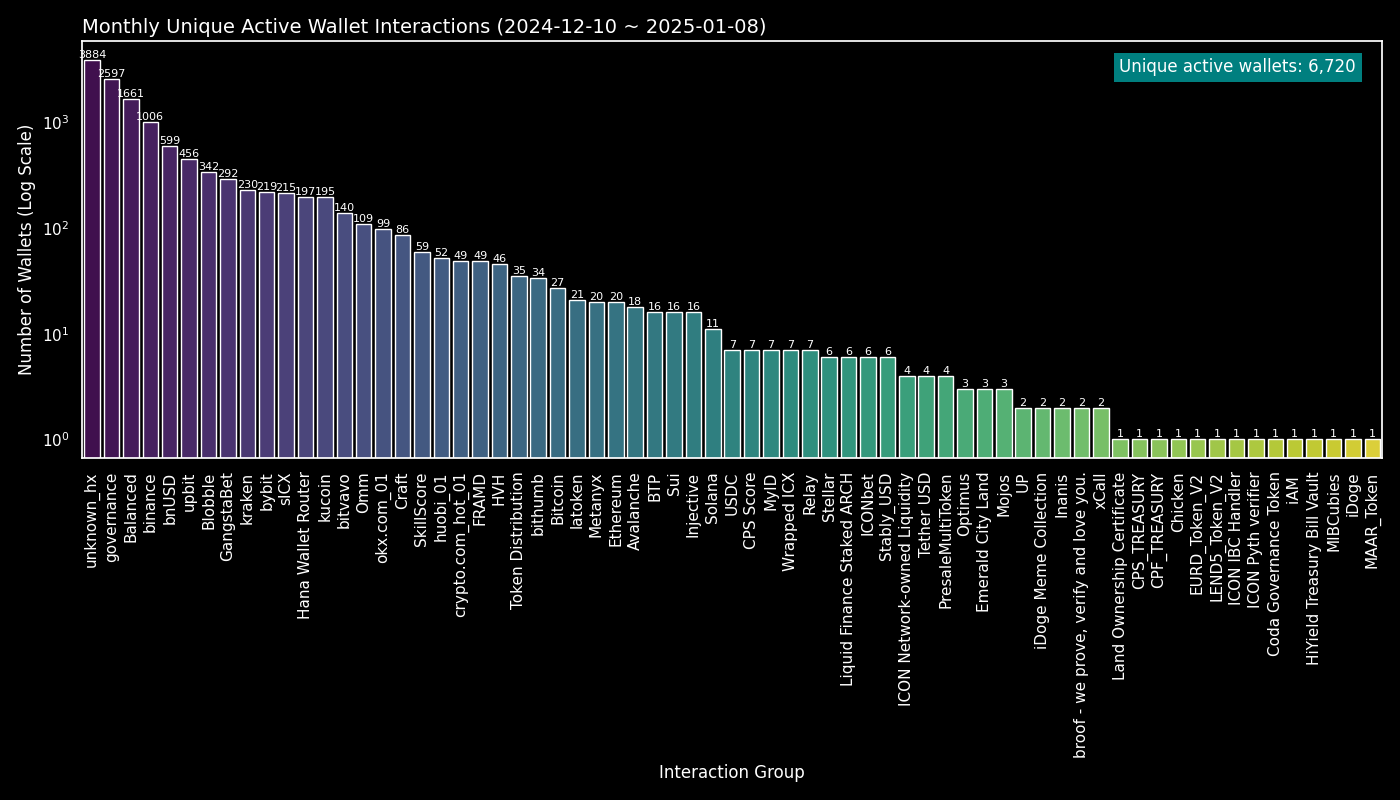 Monthly Unique Active Wallet Interactions (2024-12-10 ~ 2025-01-08)
Unique active wallets: 6,720
Number of Wallets (Log Scale)
10³
10²
10¹
10⁰
3884
2597
1661
1006
599
456
342
292
230
219
215
197
195
140
109
99
86
59
52
49
49
46
35
34
27
21
20
20
18
16
16
16
11
7
7
7
7
7
6
6
6
6
4
4
4
3
3
3
2
2
2
2
2
1
1
1
1
1
1
1
1
1
1
1
1
1
1
unknown_hx
governance
Balanced
binance
bnUSD
upbit
Blobble
GangstaBet
kraken
bybit
sICX
Hana Wallet Router
kucoin
bitvavo
Omm
okx.com_01
Craft
SkillScore
huobi_01
crypto.com_hot_01
FRAMD
HVH
Token Distribution
bithumb
Bitcoin
latoken
Metanyx
Ethereum
Avalanche
BTP
Sui
Injective
Solana
USDC
CPS Score
MyID
Wrapped ICX
Relay
Stellar
Liquid Finance Staked ARCH
ICONbet
Stably_USD
ICON Network-owned Liquidity
Tether USD
PresaleMultiToken
Optimus
Emerald City Land
Mojos
UP
iDoge Meme Collection
Inanis
broof - we prove, verify and love you.
xCall
Land Ownership Certificate
CPS_TREASURY
CPF_TREASURY
Chicken
EURD_Token_V2
LEND5_Token_V2
ICON IBC Handler
ICON Pyth verifier
Coda Governance Token
iAM
HiYield Treasury Bill Vault
MIBCubies
iDoge
MAAR_Token
Interaction Group